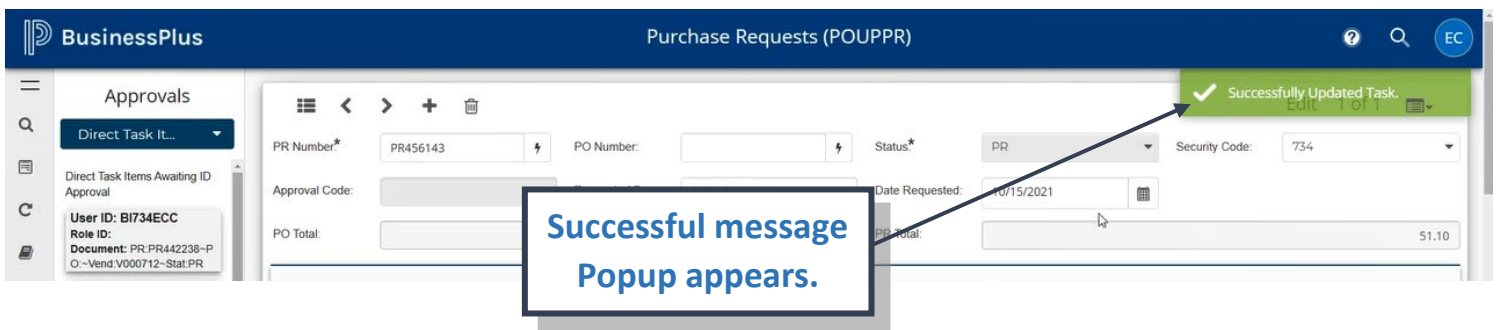 BusinessPlus
Purchase Requests (POUPPR)
EC
Approvals
Direct Task It...
Direct Task Items Awaiting ID
Approval
User ID: BI734ECC
Role ID:
Document: PR:PR442238~P
O:~Vend:V000712~Stat:PR
Successfully Updated Task.
Edit 1 of 1
PR Number:*
PR456143
PO Number:
Status:*
PR
Security Code:
734
Approval Code:
Date Requested:
10/15/2021
PO Total:
PR Total:
51.10
Successful message
Popup appears.